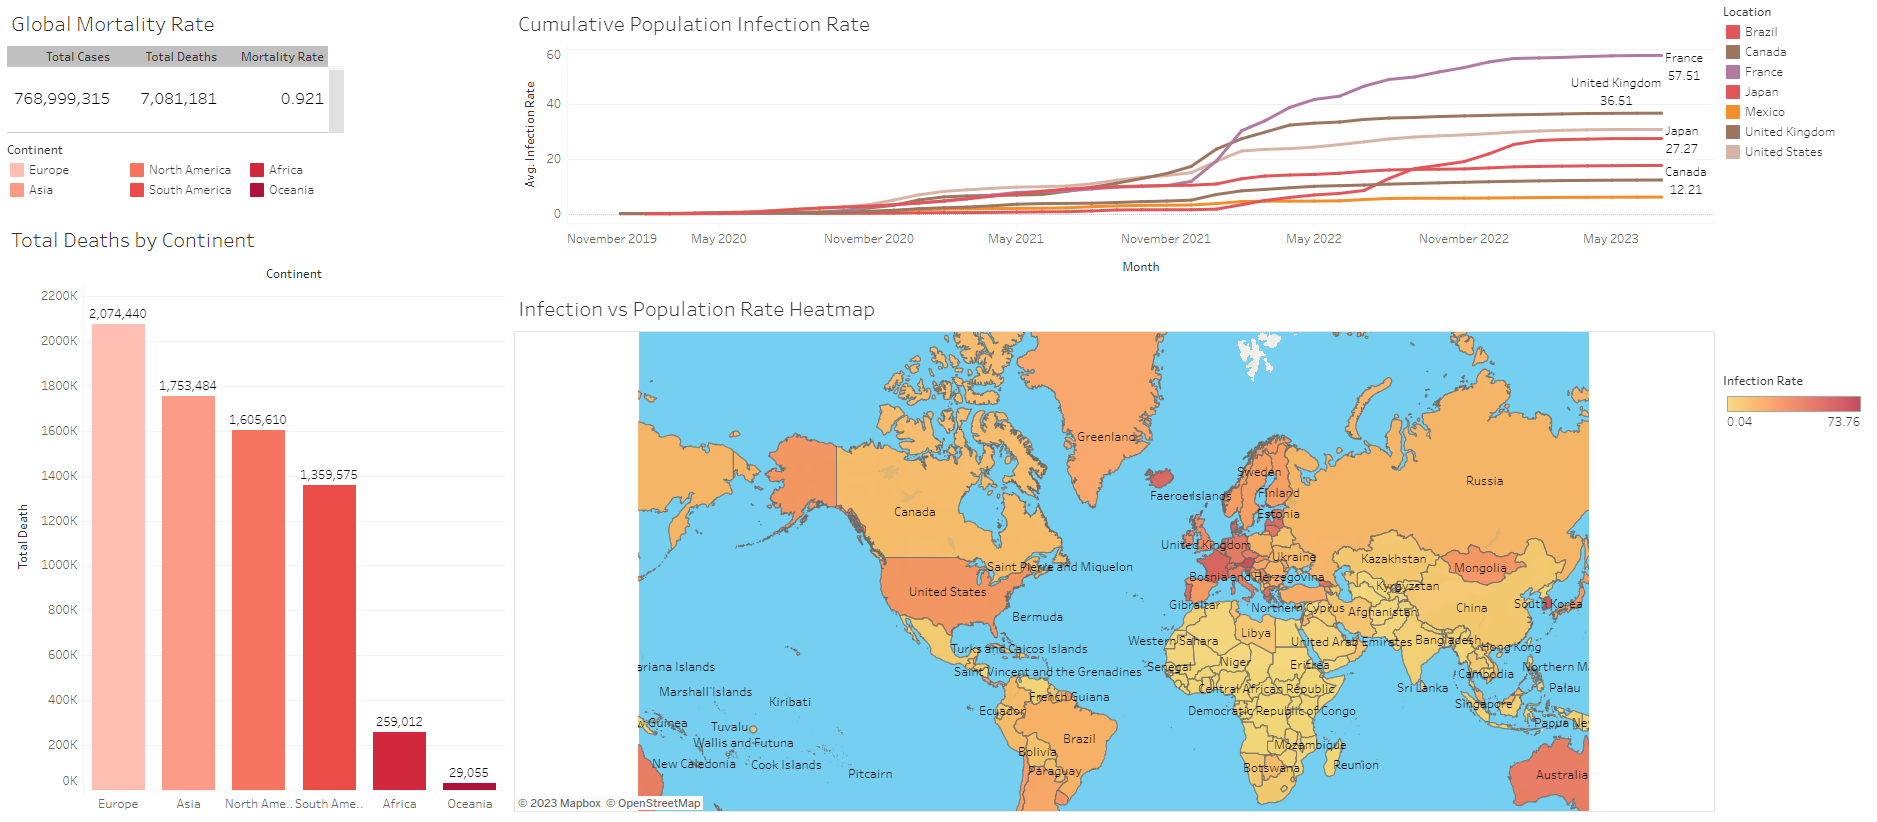 Global Mortality Rate
Total Cases Total Deaths Mortality Rate
768,999,315 7,081,181 0.921
Continent
Europe North America Africa
Asia South America Oceania
Total Deaths by Continent
Continent
2200K
2000K
1800K
1600K
1400K
1200K
1000K
800K
600K
400K
200K
0K
Total Death
2,074,440
1,753,484
1,605,610
1,359,575
259,012
29,055
Europe Asia North Ame.. South Ame.. Africa Oceania
Cumulative Population Infection Rate
60
40
20
0
Avg. Infection Rate
France
57.51
United Kingdom
36.51
Japan
27.27
Canada
12.21
November 2019 May 2020 November 2020 May 2021 November 2021 May 2022 November 2022 May 2023
Month
Location
Brazil
Canada
France
Japan
Mexico
United Kingdom
United States
Infection vs Population Rate Heatmap
Greenland
Sweden
Russia
Faeroe Islands
Finland
Canada
Estonia
United Kingdom
Ukraine
Kazakhstan
Saint Pierre and Miquelon
Mongolia
Bosnia and Herzegovina
Kyrgyzstan
United States
Gibraltar
Northern Cyprus
Afghanistan
China
South Korea
Bermuda
Libya
Western Sahara
United Arab Emirates
Bangladesh
Hong Kong
Turks and Caicos Islands
ariana Islands
Saint Vincent and the Grenadines
Senegal
Niger
Eritrea
Cambodia
Northern M
Marshall Islands
Kiribati
French Guiana
Central African Republic
Sri Lanka
Palau
Ecuador
Democratic Republic of Congo
Singapore
w Guinea
Tuvalu
Papua Ne
Wallis and Futuna
Brazil
Mozambique
Bolivia
New Caledonia
Cook Islands
Pitcairn
Paraguay
Botswana
Reunion
Australia
© 2023 Mapbox © OpenStreetMap
Infection Rate
0.04 73.76